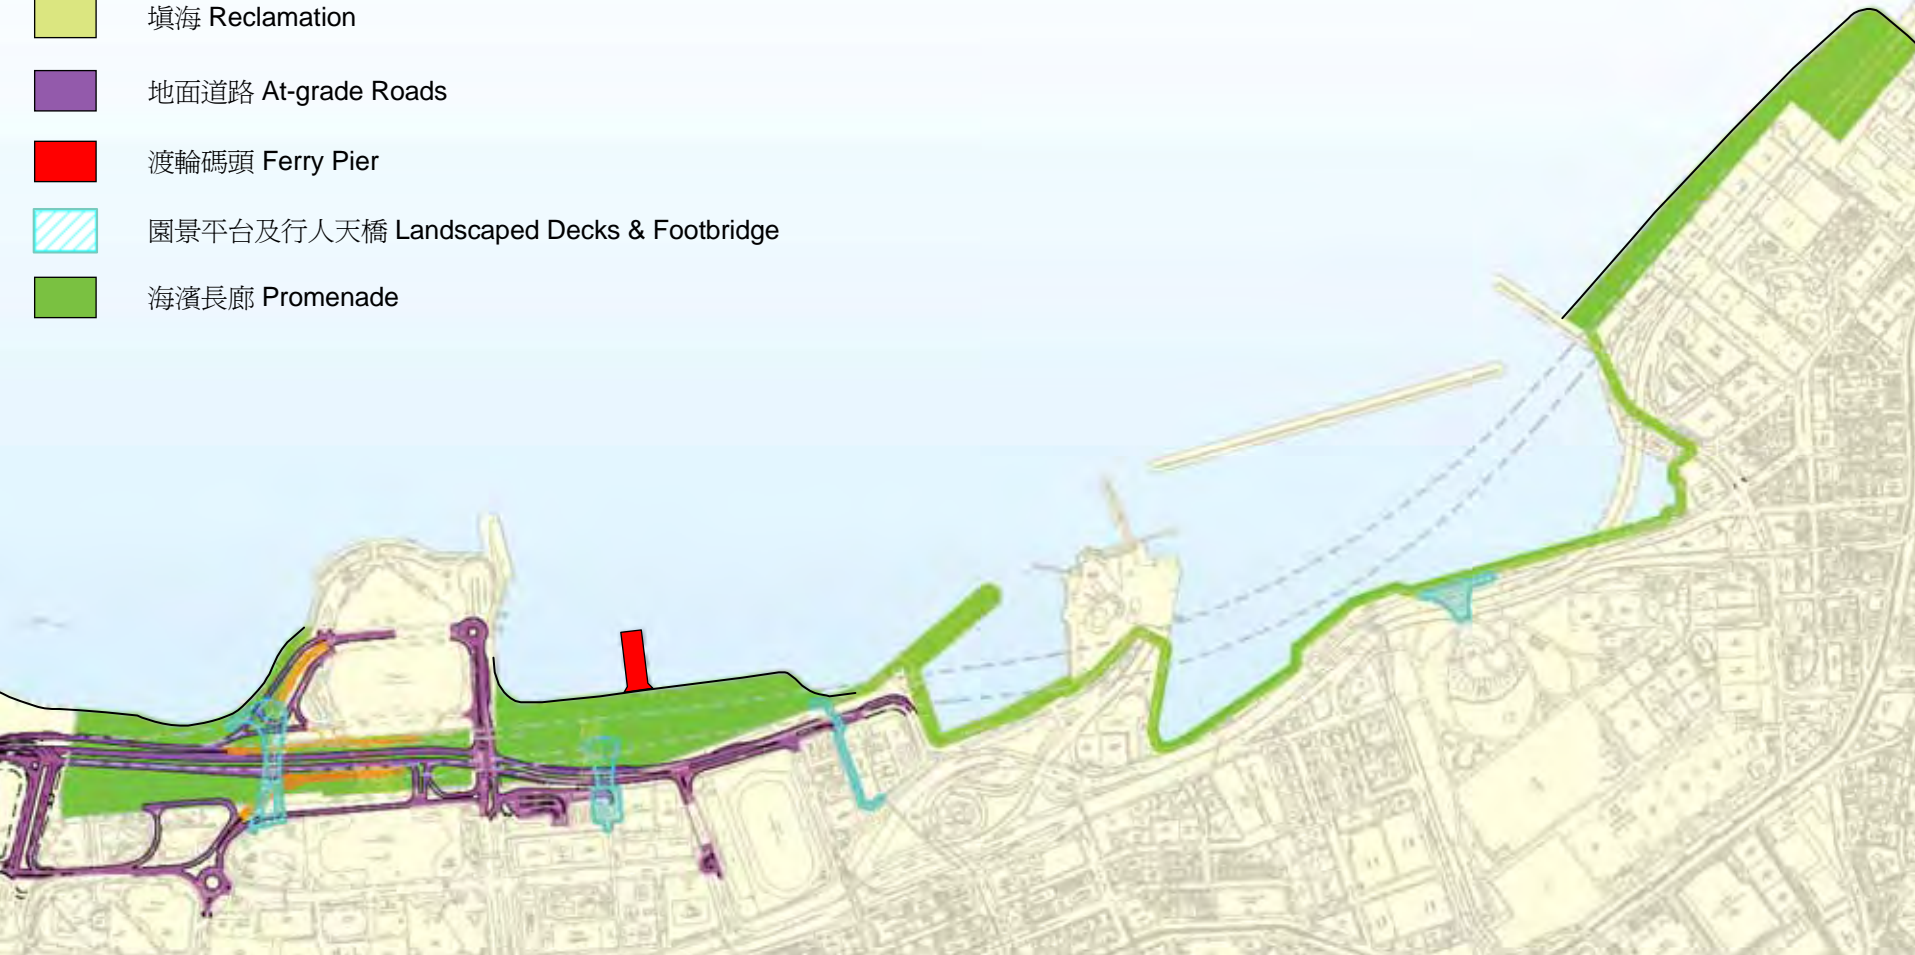 填海 Reclamation
地面道路 At-grade Roads
渡輪碼頭 Ferry Pier
園景平台及行人天橋 Landscaped Decks & Footbridge
海濱長廊 Promenade